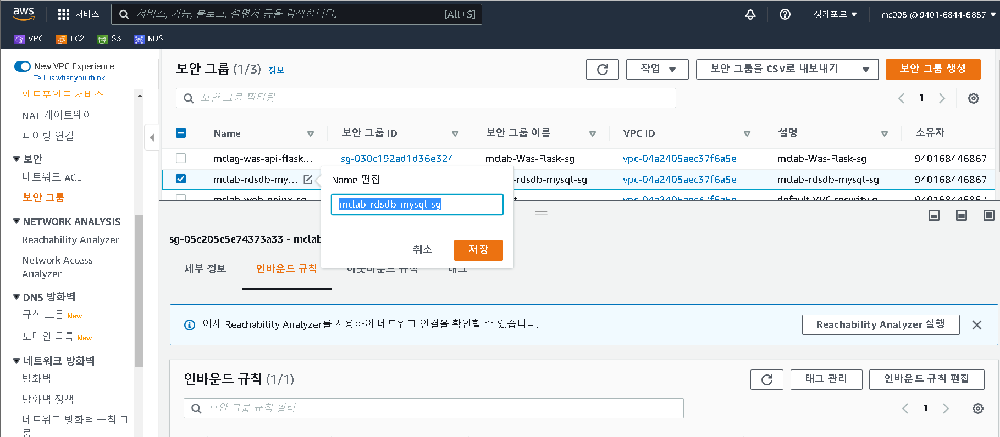 aws
서비스
서비스, 기능, 블로그, 설명서 등을 검색합니다.
[Alt+S]
싱가포르 ▼
mc006 @ 9401-6844-6867 ▼
VPC
EC2
S3
RDS
New VPC Experience
Tell us what you think
엔드포인트 서비스
NAT 게이트웨이
피어링 연결
보안
네트워크 ACL
보안 그룹
NETWORK ANALYSIS
Reachability Analyzer
Network Access
Analyzer
DNS 방화벽
규칙 그룹 New
도메인 목록 New
네트워크 방화벽
방화벽
방화벽 정책
네트워크 방화벽 규칙 그
룹
보안 그룹 (1/3) 정보
작업 ▼
보안 그룹을 CSV로 내보내기 ▼
보안 그룹 생성
보안 그룹 필터링
1
Name 보안 그룹 ID 보안 그룹 이름 VPC ID 설명 소유자
mclag-was-api-flask... sg-030c192ad1d36e324 mclab-Was-Flask-sg vpc-04a2405aec37f6a5e mclab-Was-Flask-sg 940168446867
mclab-rdsdb-my... -rdsdb-mysql-sg vpc-04a2405aec37f6a5e mclab-rdsdb-mysql-sg 940168446867
mclab-web-nginx-sg vpc-04a2405aec37f6a5e default VPC security g 940168446867
Name 편집
mclab-rdsdb-mysql-sg
취소
저장
sg-05c205c5e74373a33 - mclab
세부 정보
인바운드 규칙
아웃바운드 규칙
태그
이제 Reachability Analyzer를 사용하여 네트워크 연결을 확인할 수 있습니다.
Reachability Analyzer 실행
인바운드 규칙 (1/1)
태그 관리
인바운드 규칙 편집
보안 그룹 규칙 필터
1